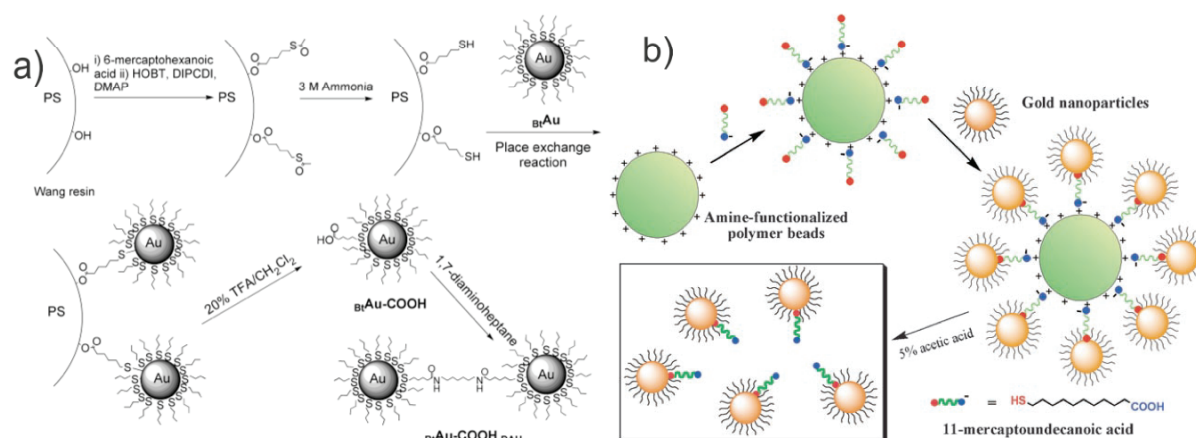 a)
OH
i) 6-mercaptohexanoic
acid ii) HOBT, DIPCDI,
DMAP
PS
OH
Wang resin
O
O
S
O
PS
O
O
S
O
3 M Ammonia
O
O
SH
PS
O
O
SH
Au
BtAu
Place exchange
reaction
O
O
S
Au
PS
O
O
S
Au
20% TFA/CH2Cl2
O
HO
Au
BtAu-COOH
1,7-diaminoheptane
Au
O
N
H
H
N
O
Au
b)
Amine-functionalized
polymer beads
Gold nanoparticles
5% acetic acid
= HS COOH
11-mercaptoundecanoic acid